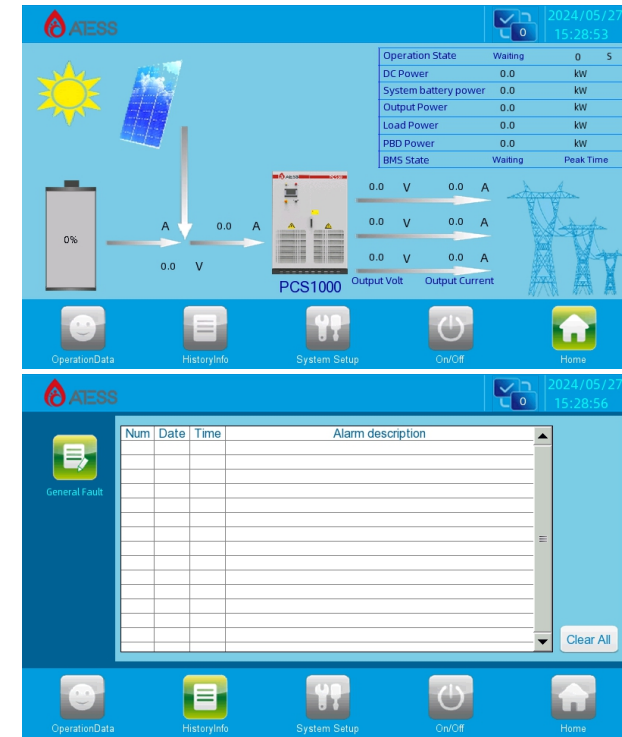 ATESS
0
2024/05/27
15:28:53
Operation State Waiting 0 S
DC Power 0.0 kW
System battery power 0.0 kW
Output Power 0.0 kW
Load Power 0.0 kW
PBD Power 0.0 kW
BMS State Waiting Peak Time
0.0 V 0.0 A
A 0.0 A
0.0 V 0.0 A
0%
0.0 V
0.0 V 0.0 A
PCS1000
Output Volt Output Current
OperationData HistoryInfo System Setup On/Off Home
ATESS
0
2024/05/27
15:28:56
Num Date Time Alarm description
General Fault
Clear All
OperationData HistoryInfo System Setup On/Off Home